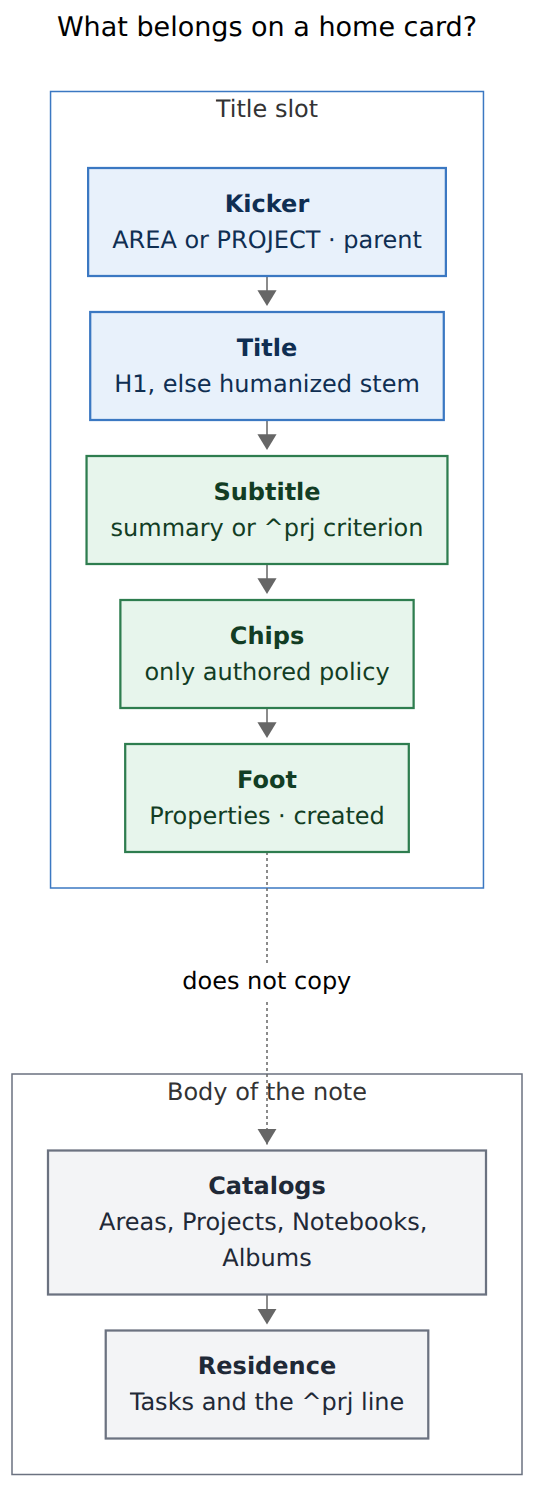 What belongs on a home card?
Title slot
Kicker
AREA or PROJECT · parent
Title
H1, else humanized stem
Subtitle
summary or ^prj criterion
Chips
only authored policy
Foot
Properties · created
does not copy
Body of the note
Catalogs
Areas, Projects, Notebooks,
Albums
Residence
Tasks and the ^prj line